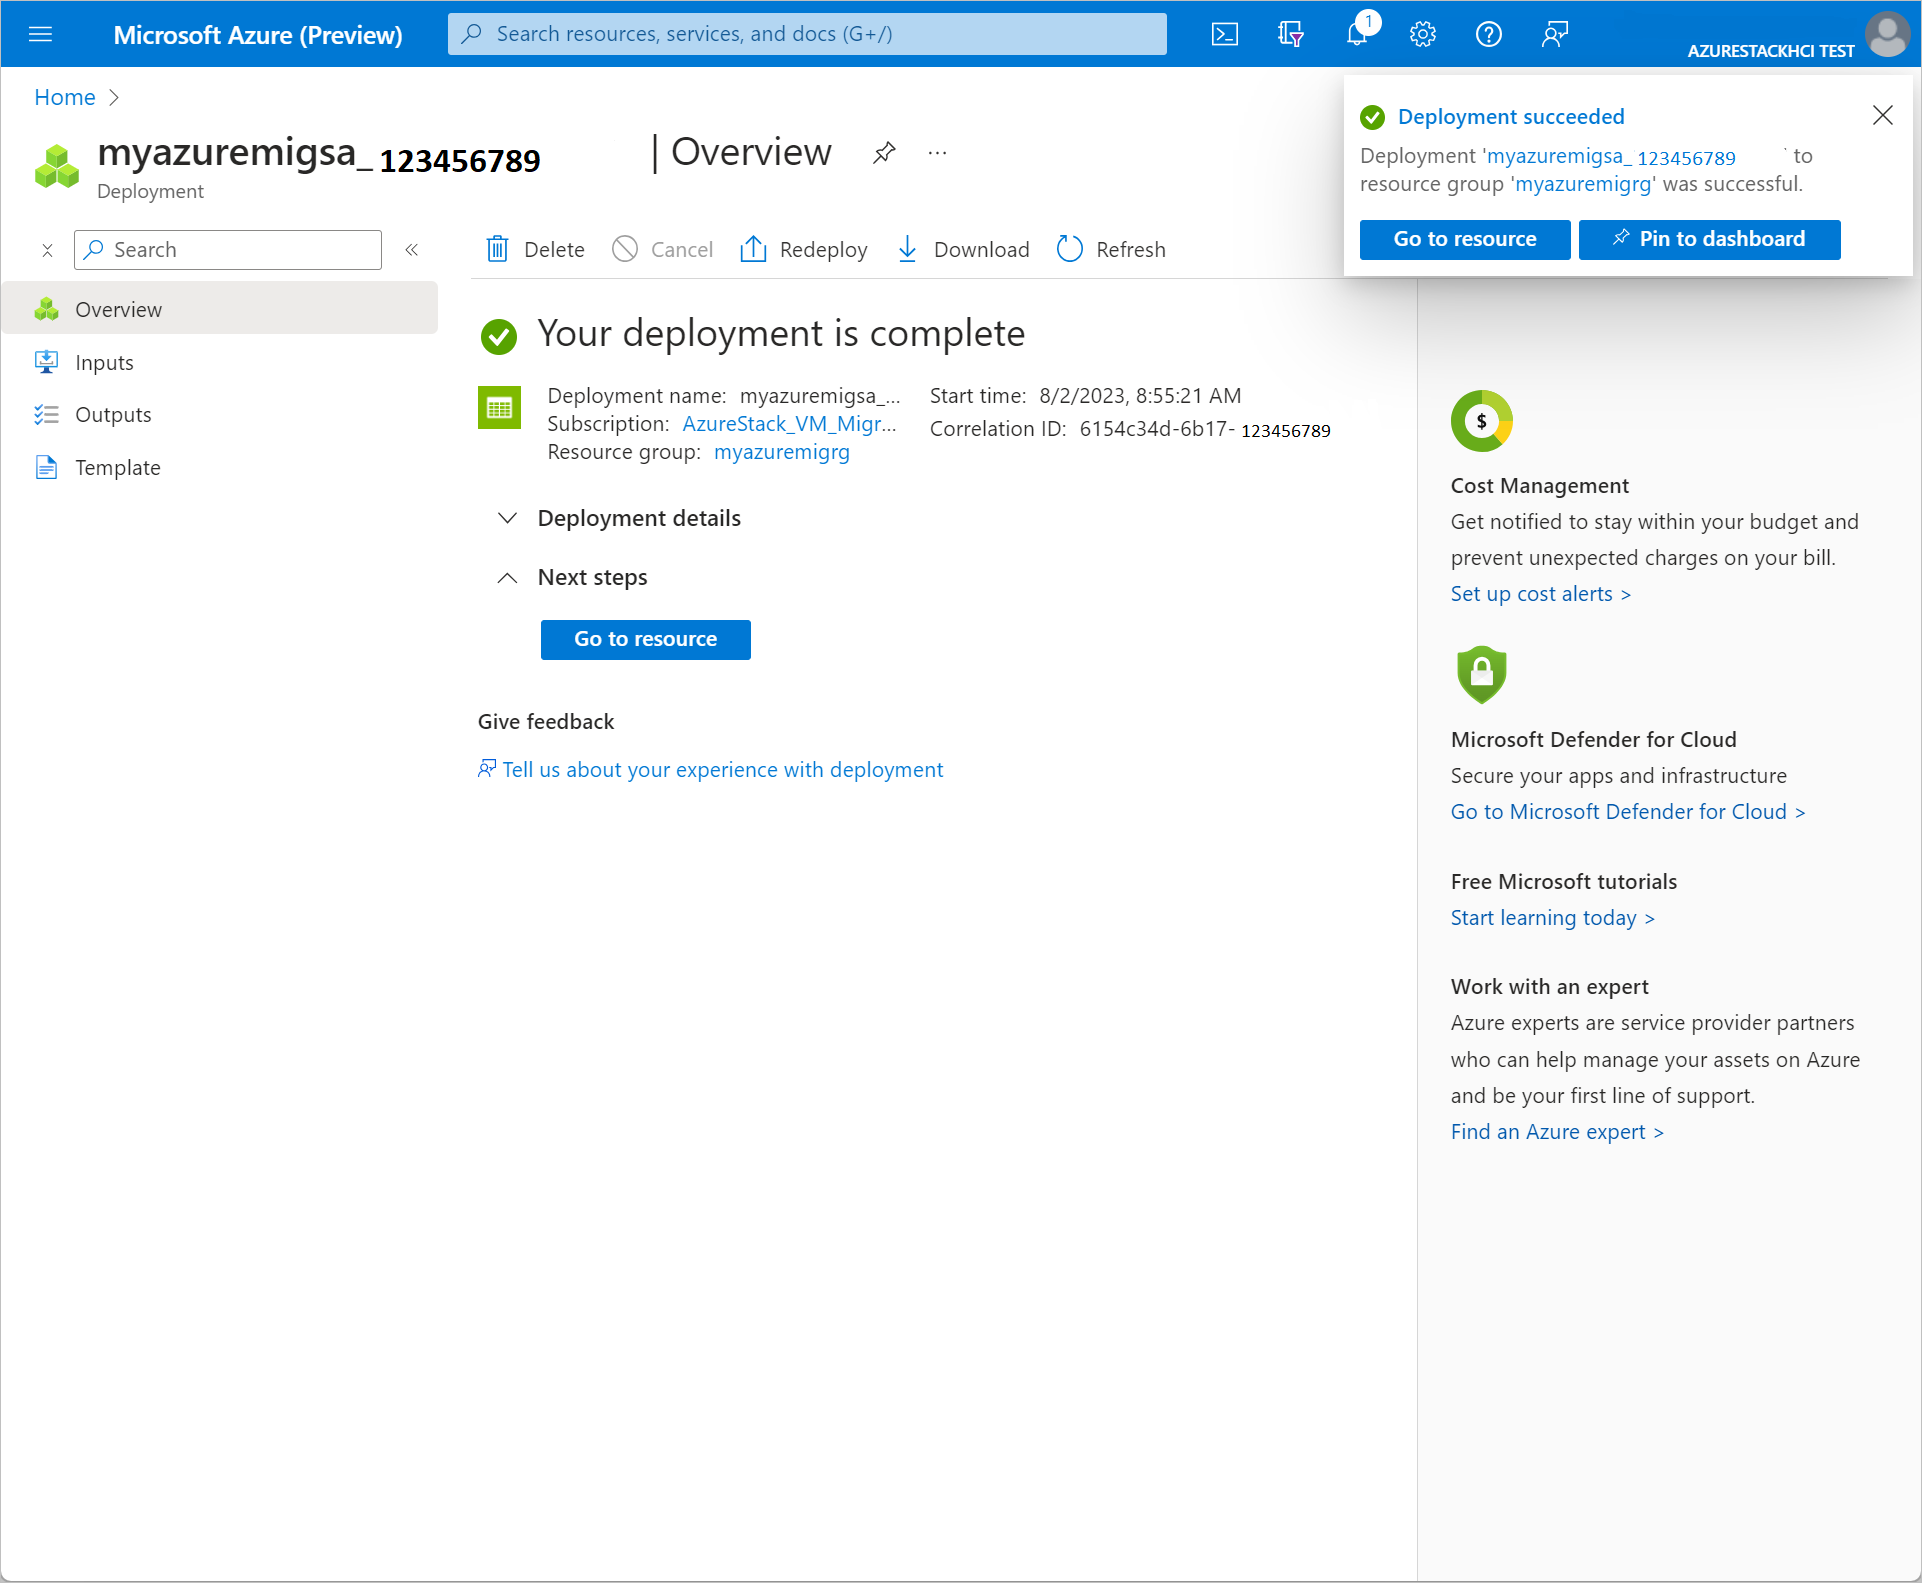 Microsoft Azure (Preview)
Search resources, services, and docs (G+/)
1
AZURESTACKHCI TEST
Home
myazuremigsa_ 123456789 | Overview
...
Deployment
Deployment succeeded
Deployment 'myazuremigsa_ 123456789 ' to
resource group 'myazuremigrg' was successful.
Go to resource
Pin to dashboard
Search
Delete
Cancel
Redeploy
Download
Refresh
Overview
Inputs
Outputs
Template
Your deployment is complete
Deployment name: myazuremigsa_...
Subscription: AzureStack_VM_Migr...
Resource group: myazuremigrg
Start time: 8/2/2023, 8:55:21 AM
Correlation ID: 6154c34d-6b17- 123456789
Deployment details
Next steps
Go to resource
Give feedback
Tell us about your experience with deployment
$
Cost Management
Get notified to stay within your budget and
prevent unexpected charges on your bill.
Set up cost alerts >
Microsoft Defender for Cloud
Secure your apps and infrastructure
Go to Microsoft Defender for Cloud >
Free Microsoft tutorials
Start learning today >
Work with an expert
Azure experts are service provider partners
who can help manage your assets on Azure
and be your first line of support.
Find an Azure expert >